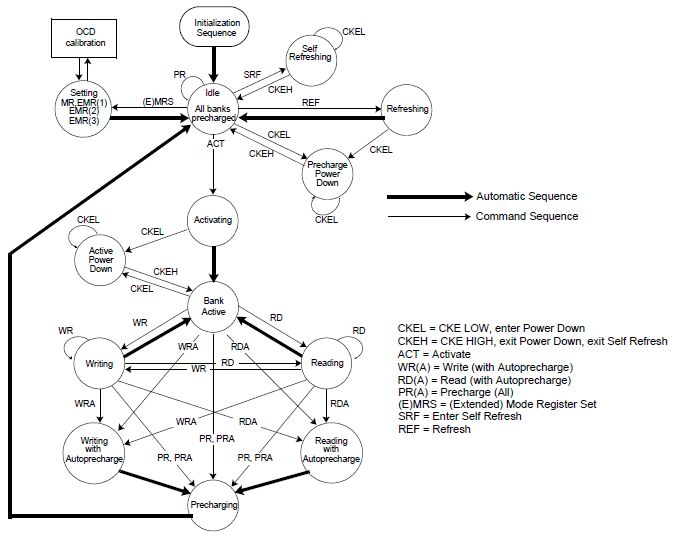 OCD
calibration
Initialization
Sequence
CKEL
Self
Refreshing
PR
SRF
CKEH
Idle
Setting
MR,EMR(1)
EMR(2)
EMR(3)
(E)MRS
REF
All banks
precharged
Refreshing
CKEL
ACT
CKEH
CKEL
Precharge
Power
Down
CKEL
Automatic Sequence
Command Sequence
Activating
CKEL
CKEL
Active
Power
Down
CKEH
CKEL
Bank
Active
WR
RD
WR
WRA
RDA
RD
Writing
RD
WR
Reading
CKEL = CKE LOW, enter Power Down
CKEH = CKE HIGH, exit Power Down, exit Self Refresh
ACT = Activate
WR(A) = Write (with Autoprecharge)
RD(A) = Read (with Autoprecharge)
PR(A) = Precharge (All)
(E)MRS = (Extended) Mode Register Set
SRF = Enter Self Refresh
REF = Refresh
WRA
RDA
WRA
RDA
PR, PRA
Writing
with
Autoprecharge
PR, PRA
PR, PRA
Reading
with
Autoprecharge
Precharging